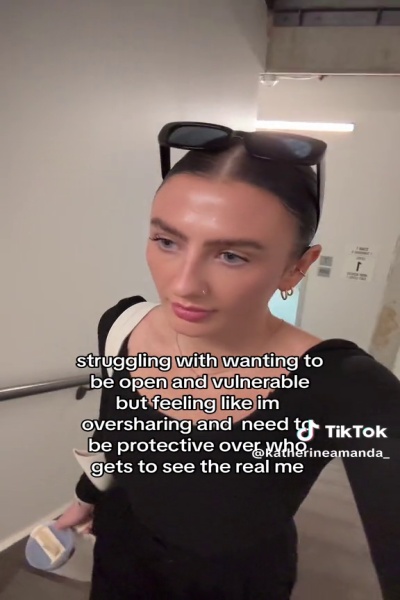 struggling with wanting to
be open and vulnerable
but feeling like im
oversharing and need to
be protective over who
gets to see the real me
TikTok
@katherineamanda_
1